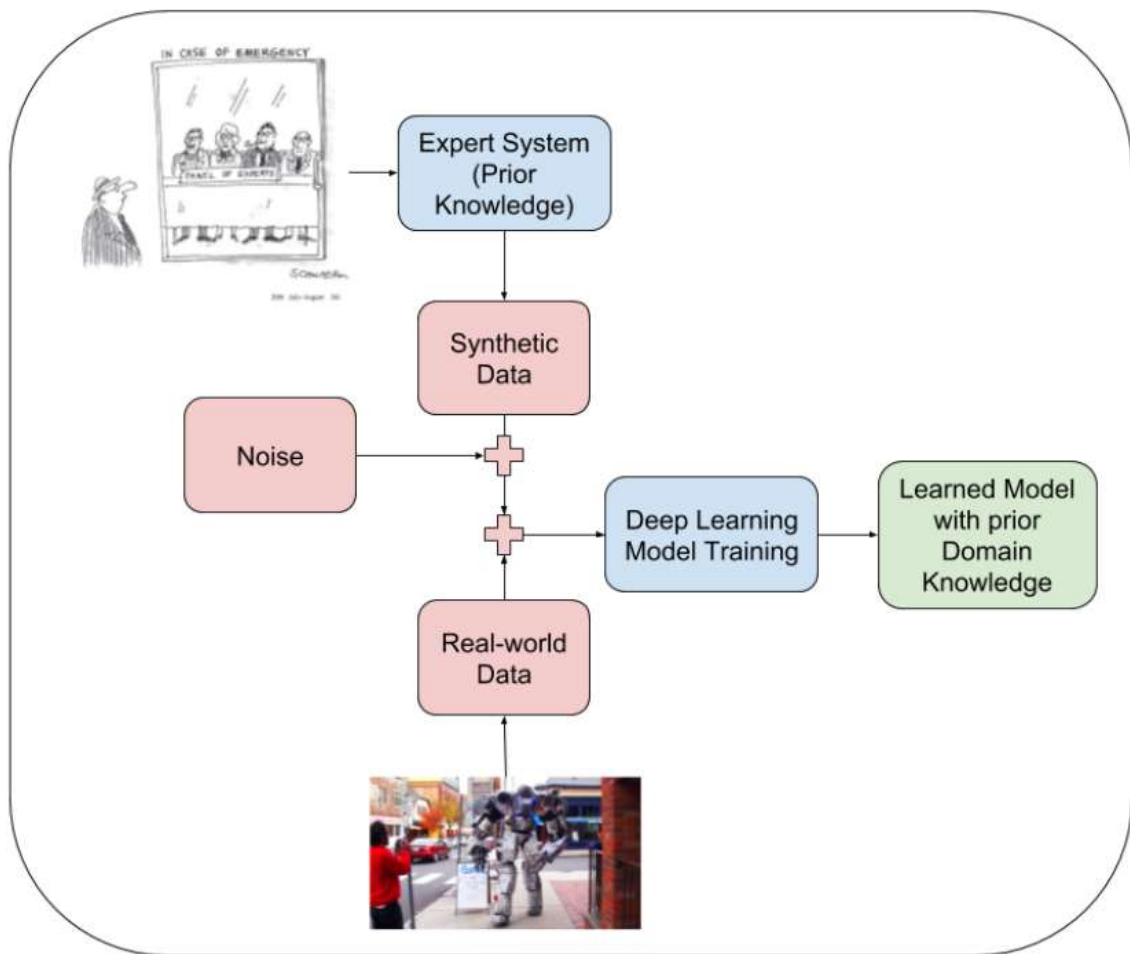 IN CASE OF EMERGENCY
PANEL OF EXPERTS
Expert System
(Prior
Knowledge)
Synthetic
Data
Noise
Deep Learning
Model Training
Learned Model
with prior
Domain
Knowledge
Real-world
Data